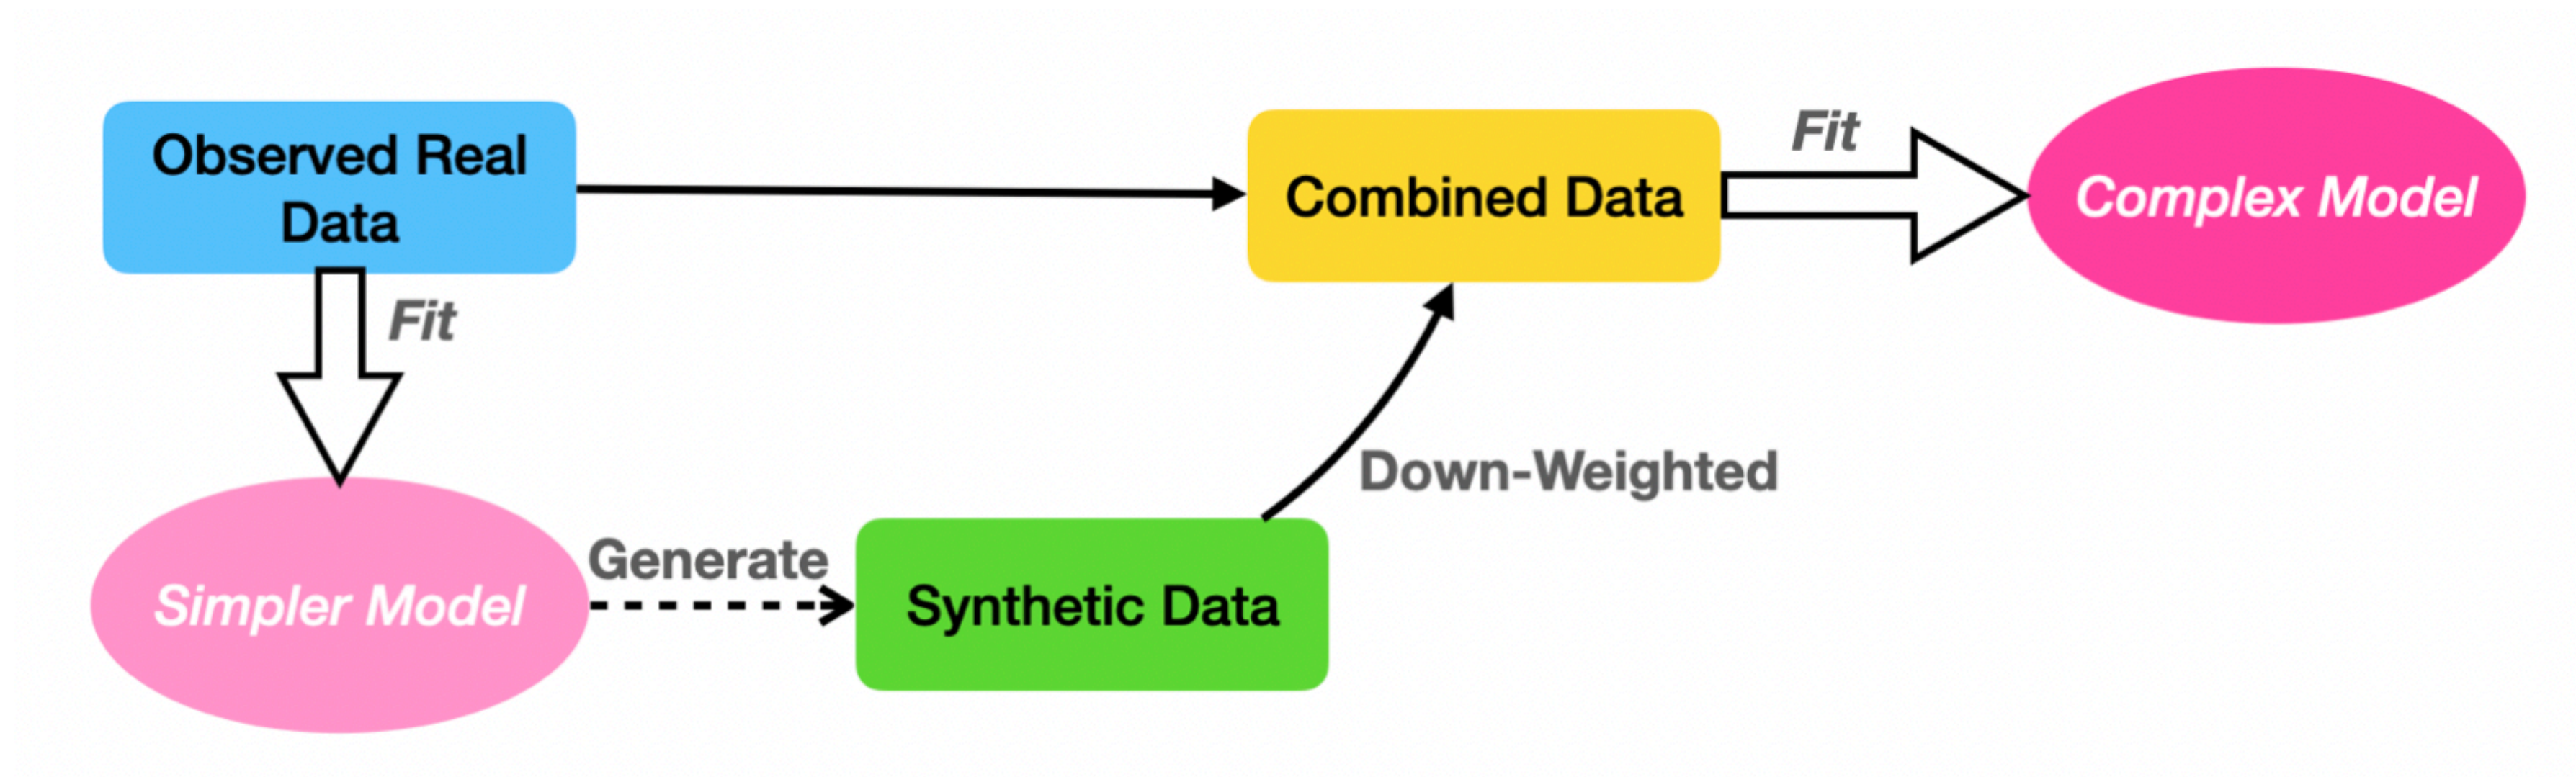 Observed Real
Data
Fit
Simpler Model
Generate
Synthetic Data
Down-Weighted
Combined Data
Fit
Complex Model